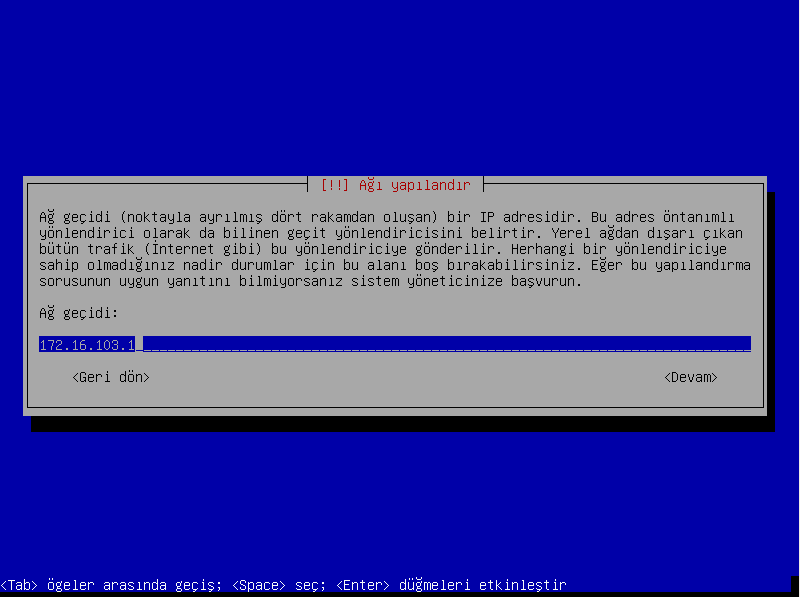 [!!] Ağı yapılandır
Ağ geçidi (noktayla ayrılmış dört rakamdan oluşan) bir IP adresidir. Bu adres öntanımlı
yönlendirici olarak da bilinen geçit yönlendiricisini belirtir. Yerel ağdan dışarı çıkan
bütün trafik (İnternet gibi) bu yönlendiriciye gönderilir. Herhangi bir yönlendiriciye
sahip olmadığınız nadir durumlar için bu alanı boş bırakabilirsiniz. Eğer bu yapılandırma
sorusunun uygun yanıtını bilmiyorsanız sistem yöneticinize başvurun.
Ağ geçidi:
172.16.103.1
<Geri dön> <Devam>
<Tab> ögeler arasında geçiş; <Space> seç; <Enter> düğmeleri etkinleştir